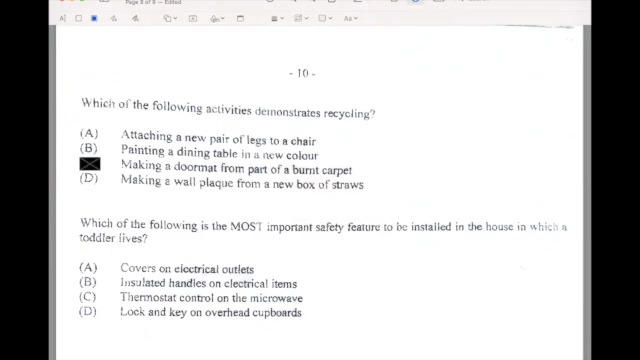 Page 8 of 9 – Edited
- 10 -
Which of the following activities demonstrates recycling?
(A) Attaching a new pair of legs to a chair
(B) Painting a dining table in a new colour
Making a doormat from part of a burnt carpet
(D) Making a wall plaque from a new box of straws
Which of the following is the MOST important safety feature to be installed in the house in which a
toddler lives?
(A) Covers on electrical outlets
(B) Insulated handles on electrical items
(C) Thermostat control on the microwave
(D) Lock and key on overhead cupboards